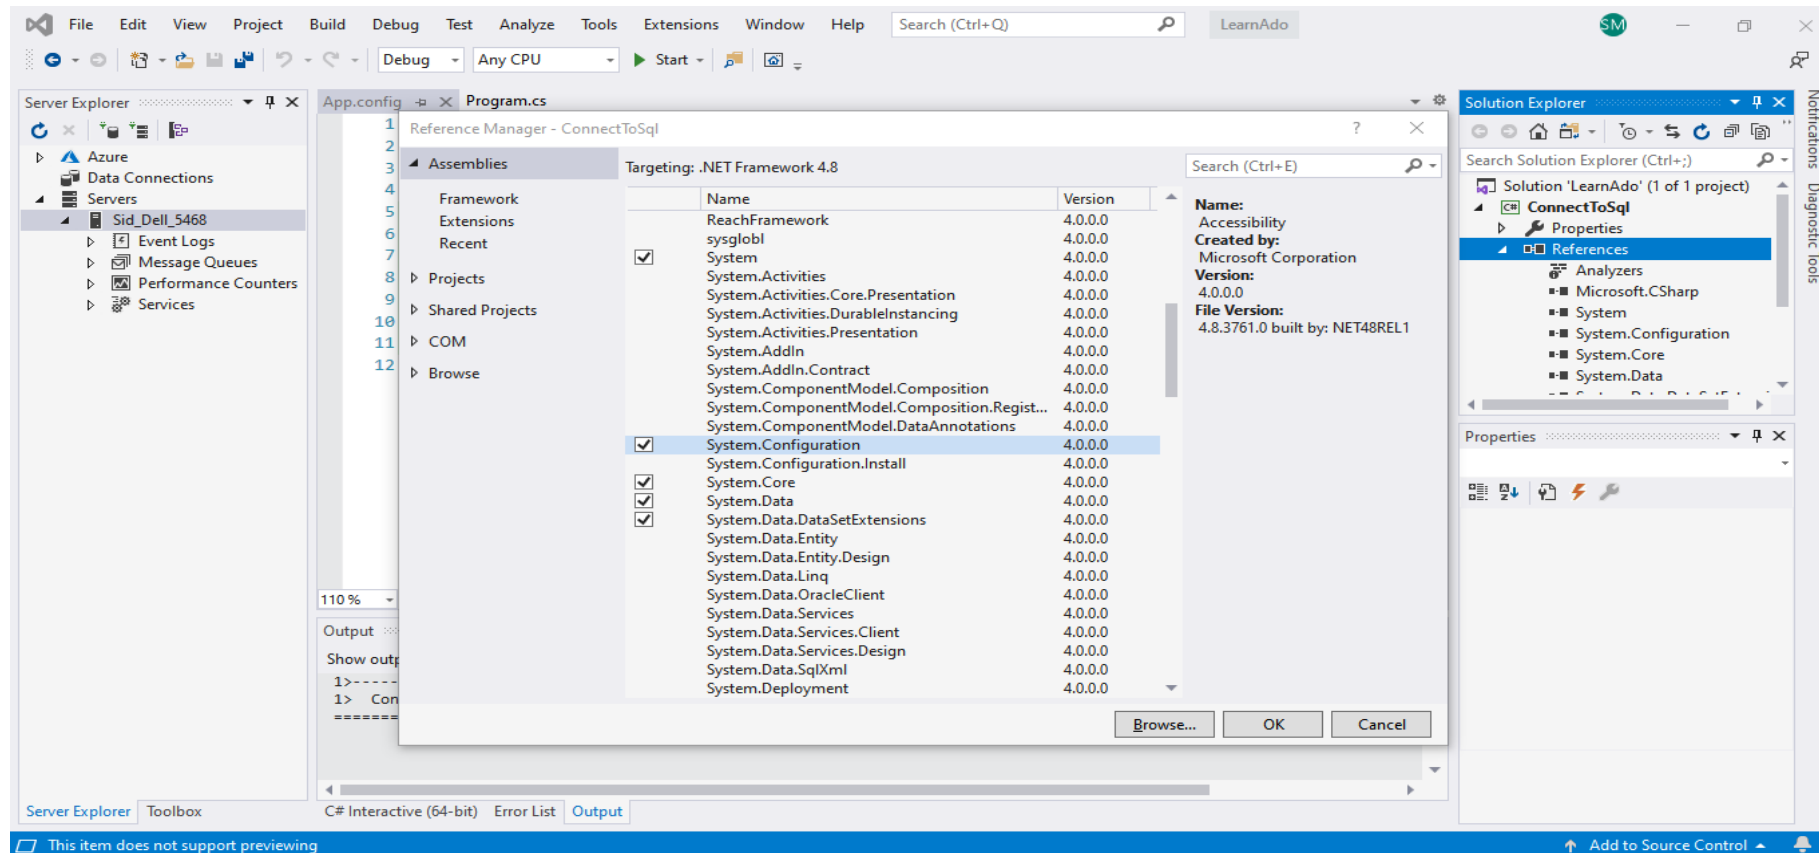 File Edit View Project Build Debug Test Analyze Tools Extensions Window Help Search (Ctrl+Q) LearnAdo SM
Debug Any CPU Start
Server Explorer
Azure
Data Connections
Servers
Sid_Dell_5468
Event Logs
Message Queues
Performance Counters
Services
App.config Program.cs
1
2
3
4
5
6
7
8
9
10
11
12
110 %
Reference Manager - ConnectToSql ?
Assemblies
Framework
Extensions
Recent
Projects
Shared Projects
COM
Browse
Targeting: .NET Framework 4.8
Search (Ctrl+E)
Name Version
ReachFramework 4.0.0.0
sysglobl 4.0.0.0
System 4.0.0.0
System.Activities 4.0.0.0
System.Activities.Core.Presentation 4.0.0.0
System.Activities.DurableInstancing 4.0.0.0
System.Activities.Presentation 4.0.0.0
System.AddIn 4.0.0.0
System.AddIn.Contract 4.0.0.0
System.ComponentModel.Composition 4.0.0.0
System.ComponentModel.Composition.Regist... 4.0.0.0
System.ComponentModel.DataAnnotations 4.0.0.0
System.Configuration 4.0.0.0
System.Configuration.Install 4.0.0.0
System.Core 4.0.0.0
System.Data 4.0.0.0
System.Data.DataSetExtensions 4.0.0.0
System.Data.Entity 4.0.0.0
System.Data.Entity.Design 4.0.0.0
System.Data.Linq 4.0.0.0
System.Data.OracleClient 4.0.0.0
System.Data.Services 4.0.0.0
System.Data.Services.Client 4.0.0.0
System.Data.Services.Design 4.0.0.0
System.Data.SqlXml 4.0.0.0
System.Deployment 4.0.0.0
Name:
Accessibility
Created by:
Microsoft Corporation
Version:
4.0.0.0
File Version:
4.8.3761.0 built by: NET48REL1
Browse... OK Cancel
Output
Show outp
1>-----
1> Con
=======
Solution Explorer
Search Solution Explorer (Ctrl+;)
Solution 'LearnAdo' (1 of 1 project)
ConnectToSql
Properties
References
Analyzers
Microsoft.CSharp
System
System.Configuration
System.Core
System.Data
Properties
Notifications
Diagnostic Tools
Server Explorer Toolbox
C# Interactive (64-bit) Error List Output
This item does not support previewing Add to Source Control